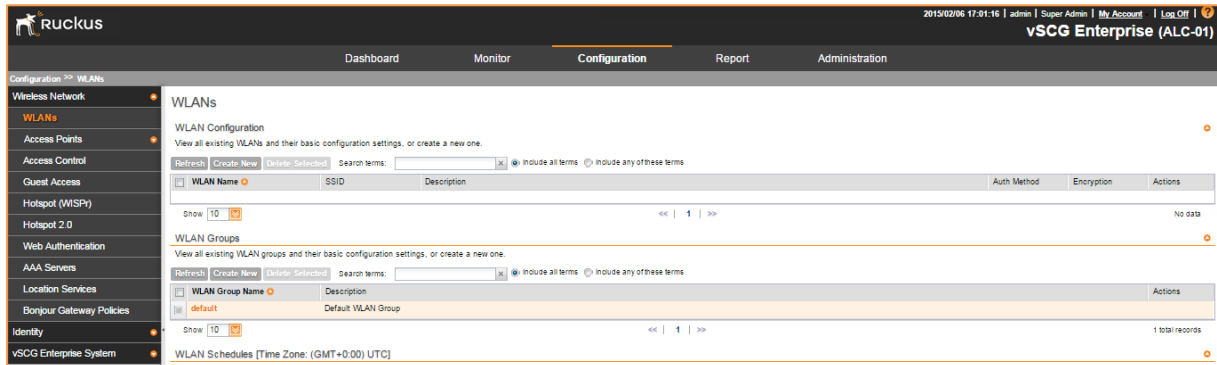 Ruckus
2015/02/06 17:01:16 | admin | Super Admin | My Account | Log Off | ?
vSCG Enterprise (ALC-01)
Dashboard Monitor Configuration Report Administration
Configuration >> WLANs
Wireless Network
WLANs
Access Points
Access Control
Guest Access
Hotspot (WISPr)
Hotspot 2.0
Web Authentication
AAA Servers
Location Services
Bonjour Gateway Policies
Identity
vSCG Enterprise System
WLANs
WLAN Configuration
View all existing WLANs and their basic configuration settings, or create a new one.
Refresh Create New Delete Selected Search terms: x Include all terms Include any of these terms
WLAN Name SSID Description Auth Method Encryption Actions
Show 10 << | 1 | >> No data
WLAN Groups
View all existing WLAN groups and their basic configuration settings, or create a new one.
Refresh Create New Delete Selected Search terms: x Include all terms Include any of these terms
WLAN Group Name Description Actions
default Default WLAN Group
Show 10 << | 1 | >> 1 total records
WLAN Schedules [Time Zone: (GMT+0:00) UTC]